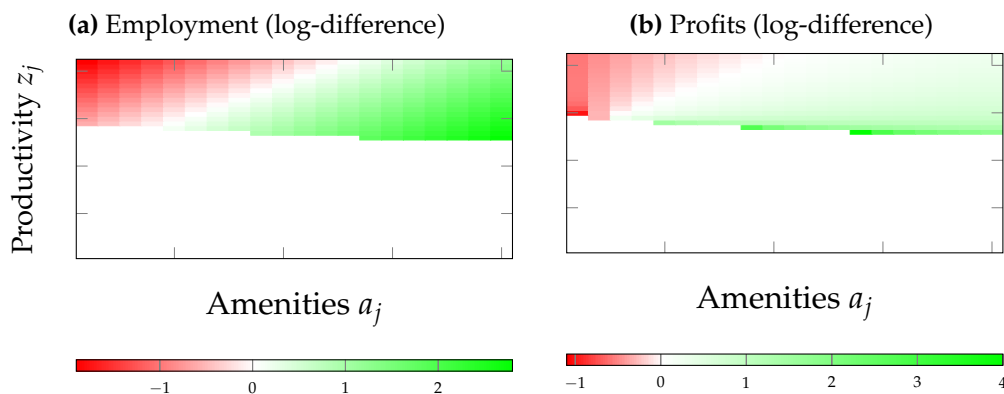 (a) Employment (log-difference)
(b) Profits (log-difference)
Productivity z_j
Amenities a_j
Amenities a_j
−1 0 1 2
−1 0 1 2 3 4